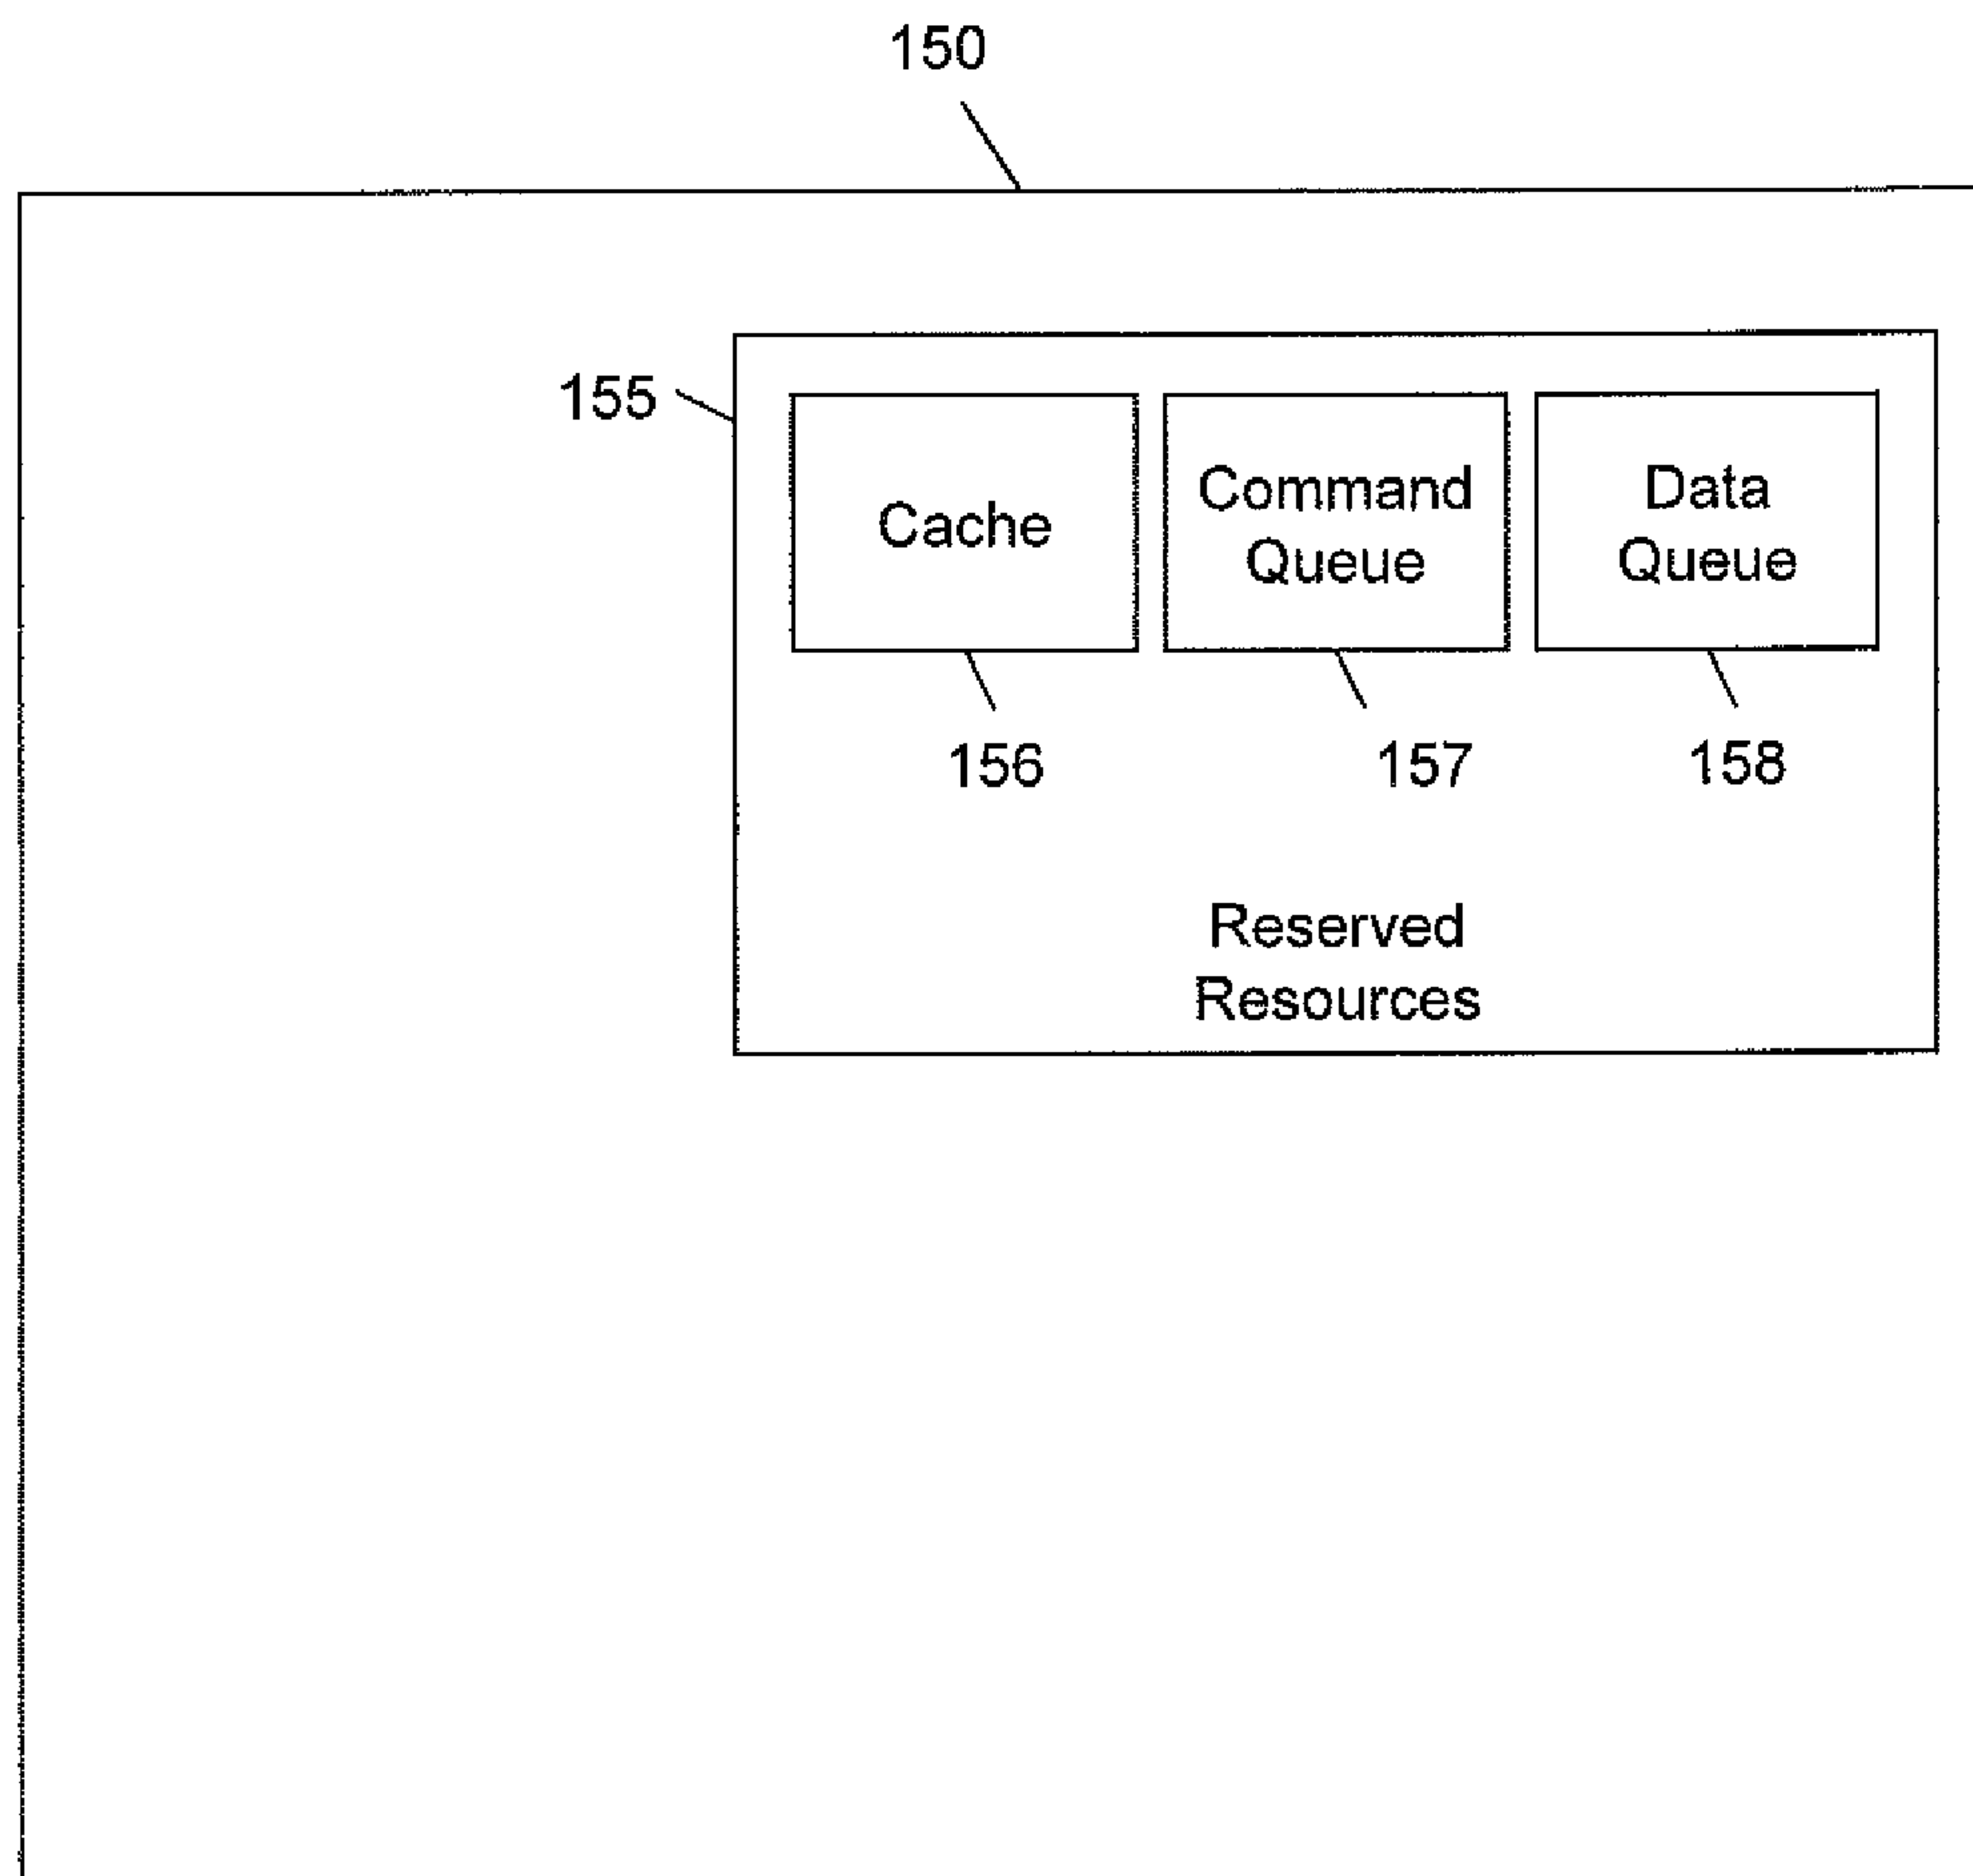 150
155
Cache
Command
Queue
Data
Queue
156
157
158
Reserved
Resources